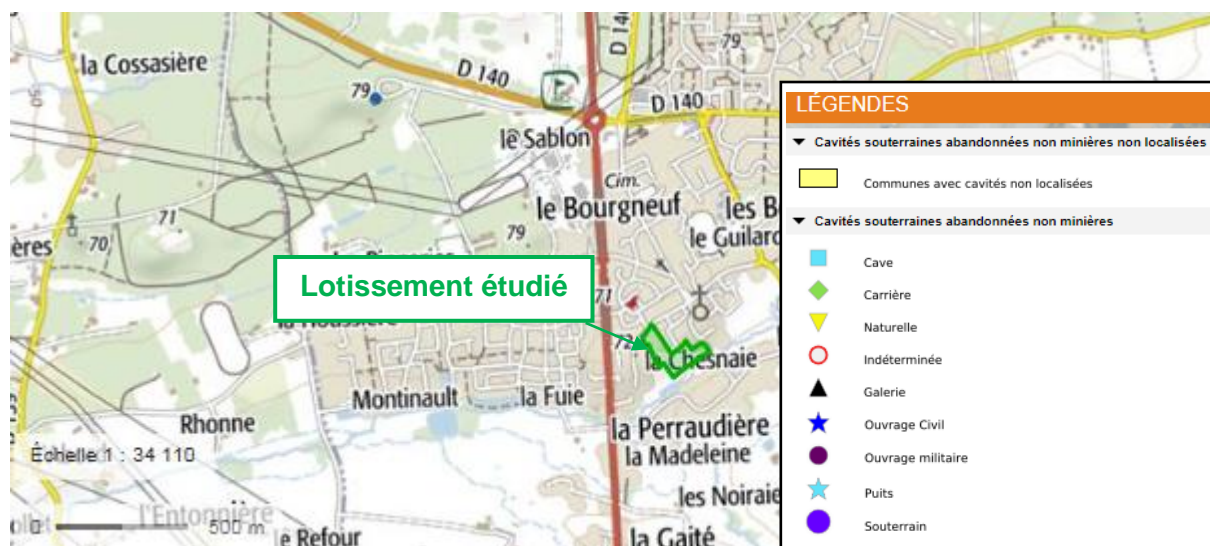 la Cossasière
79
D 140
D 1
79
D 140
le Sablon
Cim.
le Bourgneuf
les B
le Guilar
71
70
ères
79
Lotissement étudié
71
72
la Chesnaie
Montinault
la Fuie
Rhonne
la Perraudière
la Madeleine
Échelle 1 : 34 110
les Noiraie
0
500 m
l'Entonnière
le Refour
la Gaité
LÉGENDES
Cavités souterraines abandonnées non minières non localisées
Communes avec cavités non localisées
Cavités souterraines abandonnées non minières
Cave
Carrière
Naturelle
Indéterminée
Galerie
Ouvrage Civil
Ouvrage militaire
Puits
Souterrain